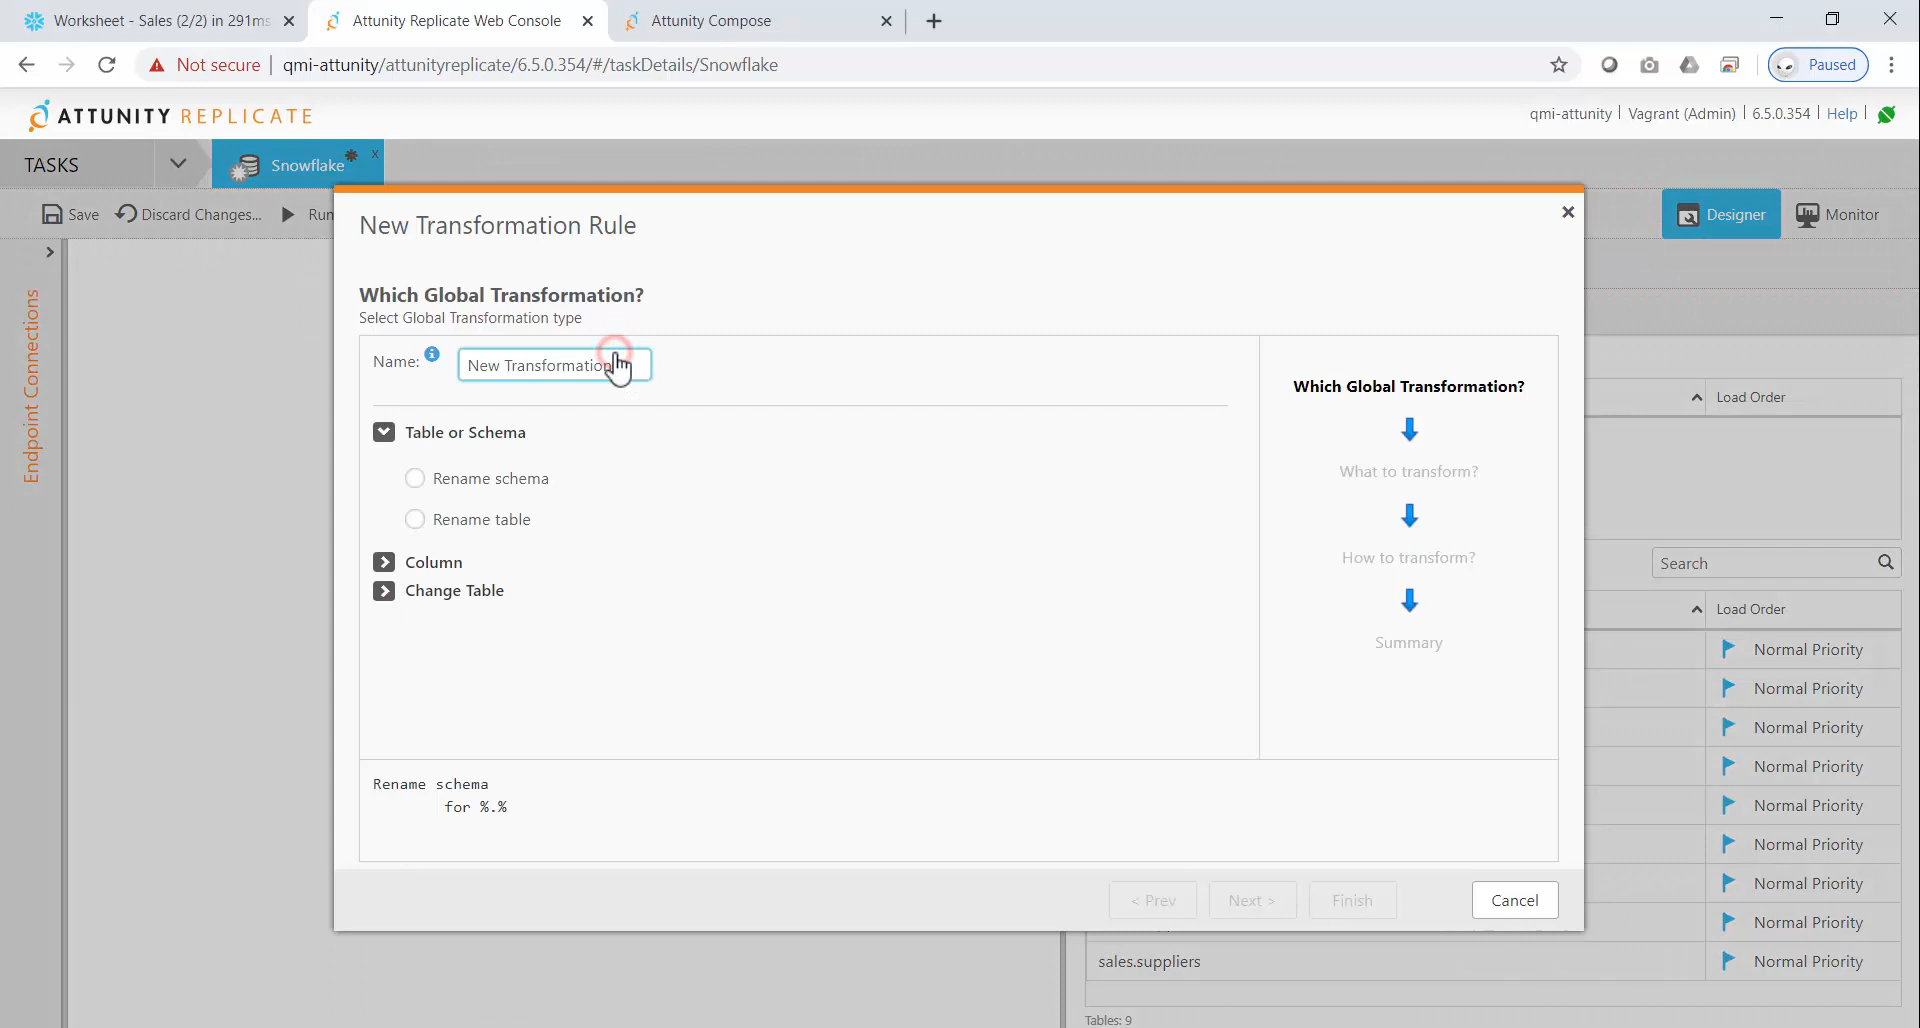 Worksheet - Sales (2/2) in 291ms
Attunity Replicate Web Console
Attunity Compose
Not secure
qmi-attunity/attunityreplicate/6.5.0.354/#/taskDetails/Snowflake
Paused
ATTUNITY REPLICATE
qmi-attunity | Vagrant (Admin) | 6.5.0.354 | Help |
TASKS
Snowflake
x
Save
Discard Changes...
Run
Designer
Monitor
Endpoint Connections
New Transformation Rule
Which Global Transformation?
Select Global Transformation type
Name:
New Transformation
Table or Schema
Rename schema
Rename table
Column
Change Table
Which Global Transformation?
What to transform?
How to transform?
Summary
Rename schema
for %.%
< Prev
Next >
Finish
Cancel
Load Order
Search
Load Order
Normal Priority
Normal Priority
Normal Priority
Normal Priority
Normal Priority
Normal Priority
Normal Priority
Normal Priority
sales.suppliers
Normal Priority
Tables: 9